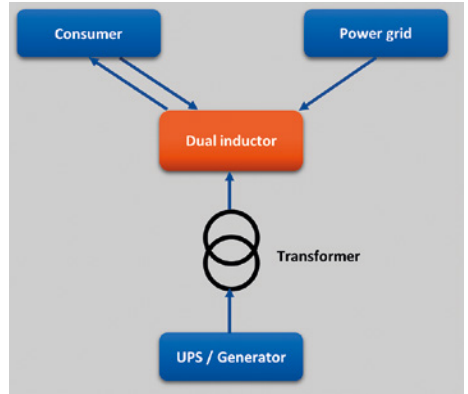 Consumer
Power grid
Dual inductor
Transformer
UPS / Generator